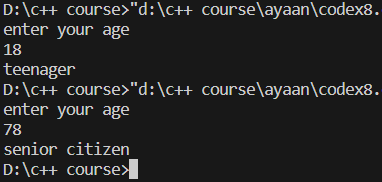 D:\c++ course>"d:\c++ course\ayaan\codex8.
enter your age
18
teenager
D:\c++ course>"d:\c++ course\ayaan\codex8.
enter your age
78
senior citizen
D:\c++ course>